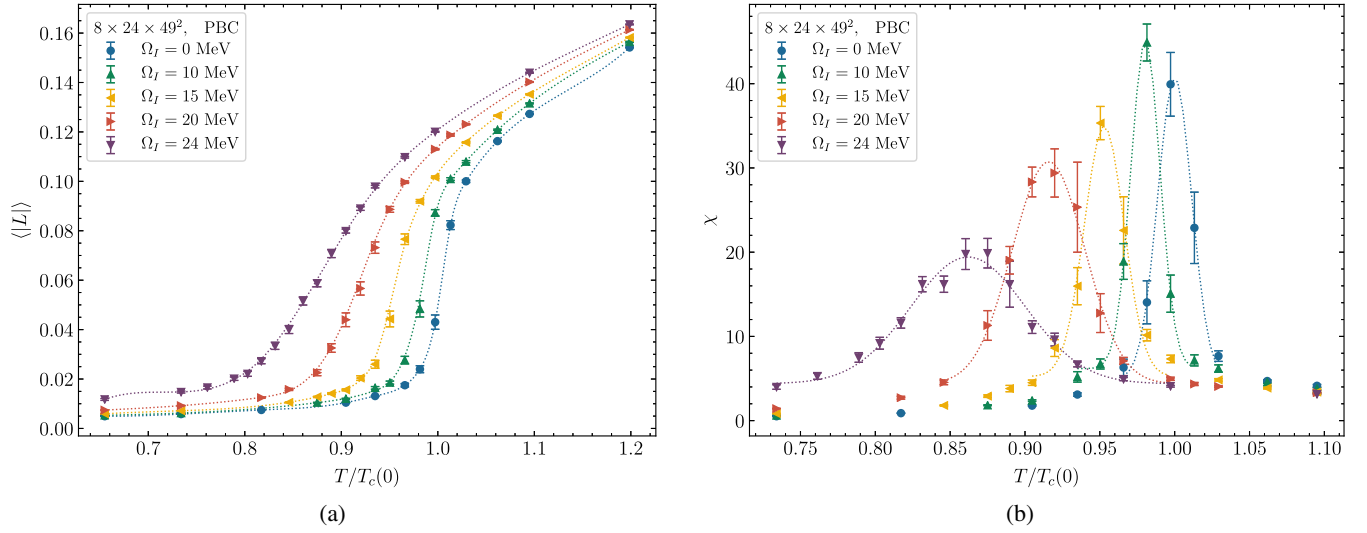 8 × 24 × 49², PBC
Ω_I = 0 MeV
Ω_I = 10 MeV
Ω_I = 15 MeV
Ω_I = 20 MeV
Ω_I = 24 MeV
0.16
0.14
0.12
0.10
0.08
0.06
0.04
0.02
0.00
⟨|L|⟩
0.7 0.8 0.9 1.0 1.1 1.2
T/T_c(0)
(a)
8 × 24 × 49², PBC
Ω_I = 0 MeV
Ω_I = 10 MeV
Ω_I = 15 MeV
Ω_I = 20 MeV
Ω_I = 24 MeV
40
30
20
10
0
χ
0.75 0.80 0.85 0.90 0.95 1.00 1.05 1.10
T/T_c(0)
(b)